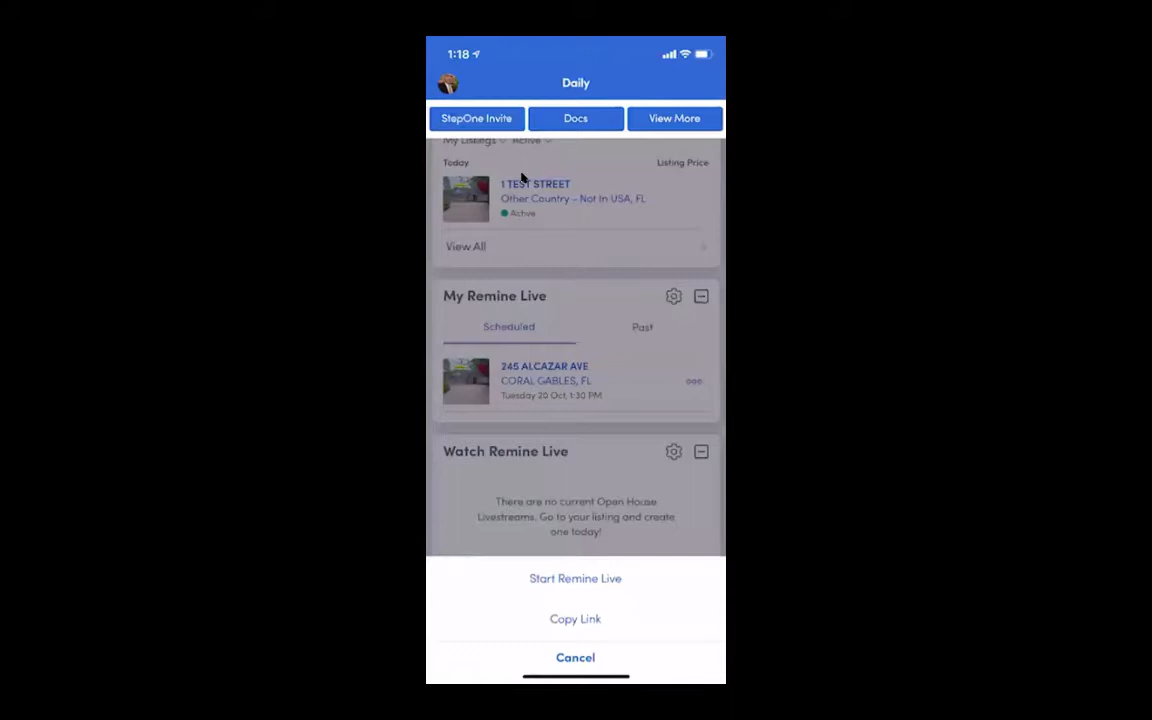 1:18
Daily
StepOne Invite Docs View More
My Listings Active
Today Listing Price
1 TEST STREET
Other Country - Not In USA, FL
Active
View All
My Remine Live
Scheduled Past
245 ALCAZAR AVE
CORAL GABLES, FL
Tuesday 20 Oct, 1:30 PM
Watch Remine Live
There are no current Open House
Livestreams. Go to your listing and create
one today!
Start Remine Live
Copy Link
Cancel